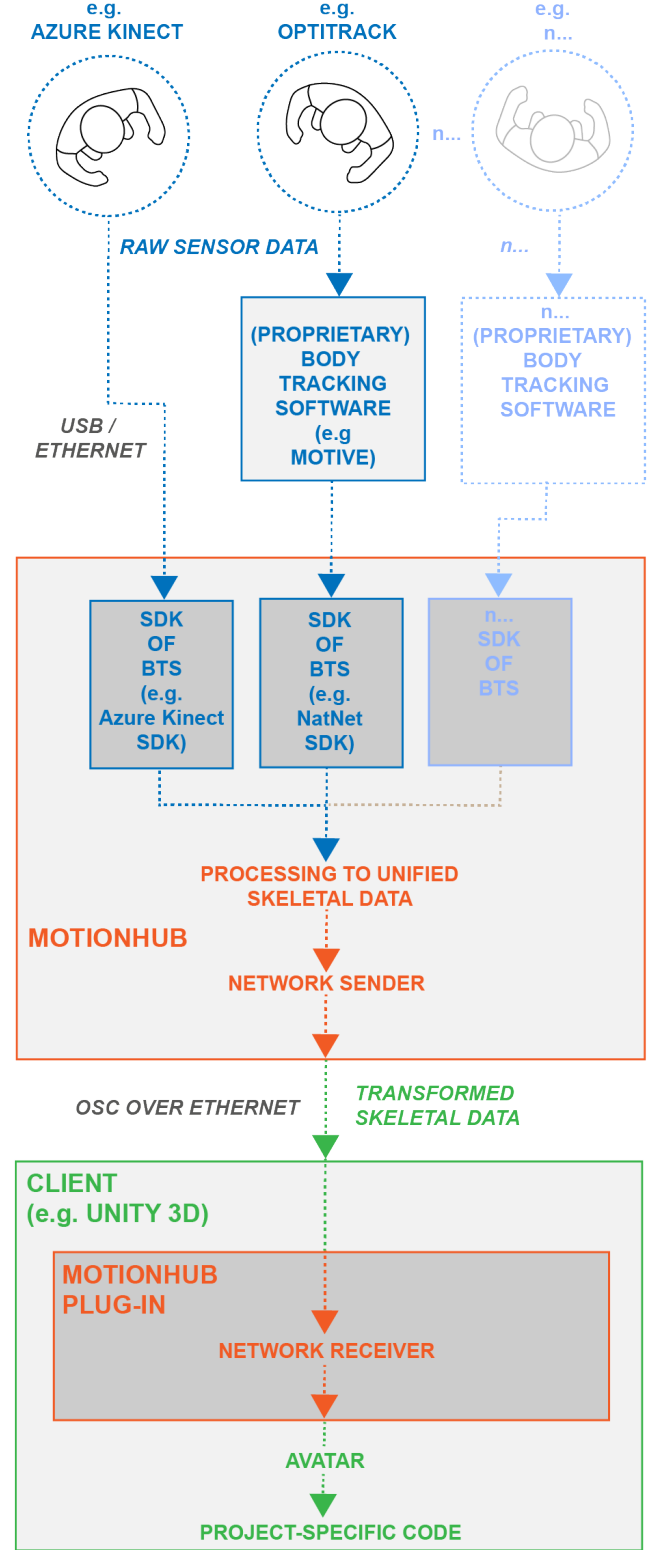 e.g.
AZURE KINECT
e.g.
OPTITRACK
e.g.
n...
n...
RAW SENSOR DATA
n...
(PROPRIETARY)
BODY
TRACKING
SOFTWARE
(e.g
MOTIVE)
n...
(PROPRIETARY)
BODY
TRACKING
SOFTWARE
USB /
ETHERNET
SDK
OF
BTS
(e.g.
Azure Kinect
SDK)
SDK
OF
BTS
(e.g.
NatNet
SDK)
n...
SDK
OF
BTS
PROCESSING TO UNIFIED
SKELETAL DATA
MOTIONHUB
NETWORK SENDER
OSC OVER ETHERNET
TRANSFORMED
SKELETAL DATA
CLIENT
(e.g. UNITY 3D)
MOTIONHUB
PLUG-IN
NETWORK RECEIVER
AVATAR
PROJECT-SPECIFIC CODE